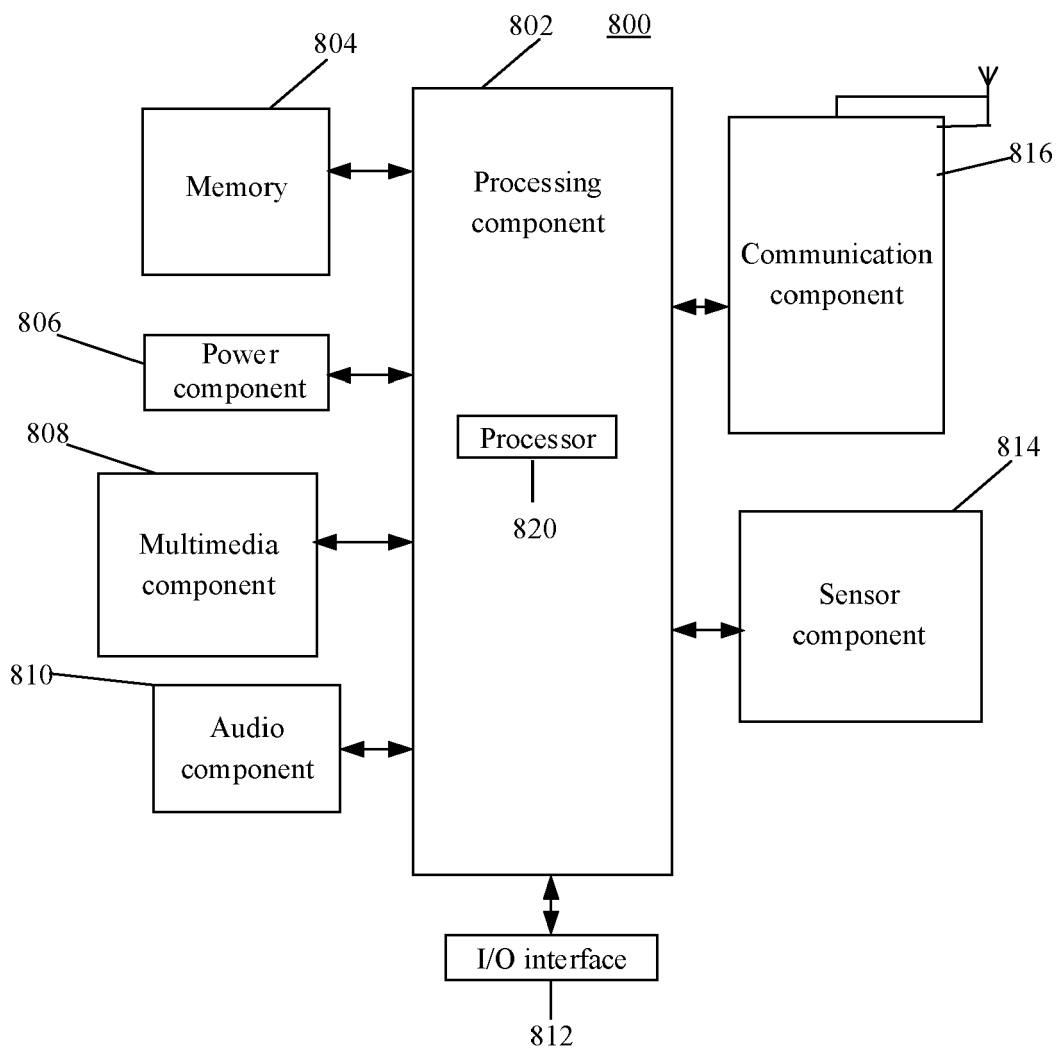 800
802
804
Memory
Processing
component
816
Communication
component
806
Power
component
Processor
820
808
Multimedia
component
814
Sensor
component
810
Audio
component
I/O interface
812